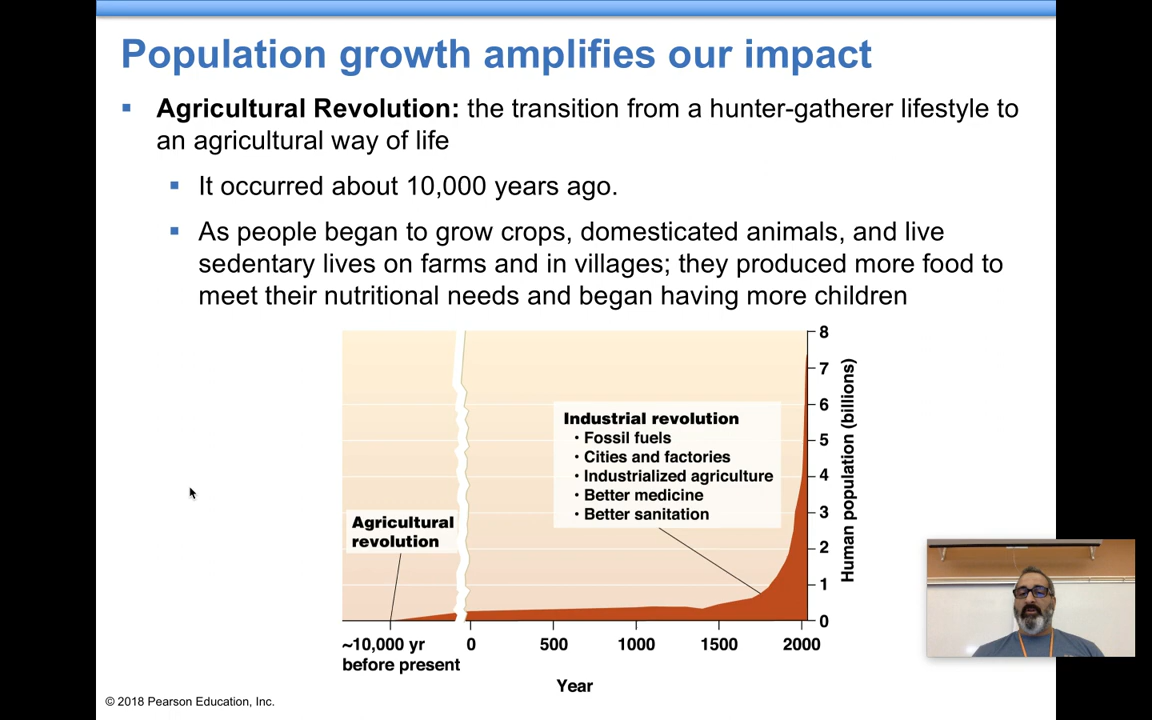 Population growth amplifies our impact
Agricultural Revolution: the transition from a hunter-gatherer lifestyle to
an agricultural way of life
It occurred about 10,000 years ago.
As people began to grow crops, domesticated animals, and live
sedentary lives on farms and in villages; they produced more food to
meet their nutritional needs and began having more children
8
7
6
5
4
3
2
1
0
Human population (billions)
Industrial revolution
• Fossil fuels
• Cities and factories
• Industrialized agriculture
• Better medicine
• Better sanitation
Agricultural
revolution
~10,000 yr
before present
0
500
1000
1500
2000
Year
© 2018 Pearson Education, Inc.